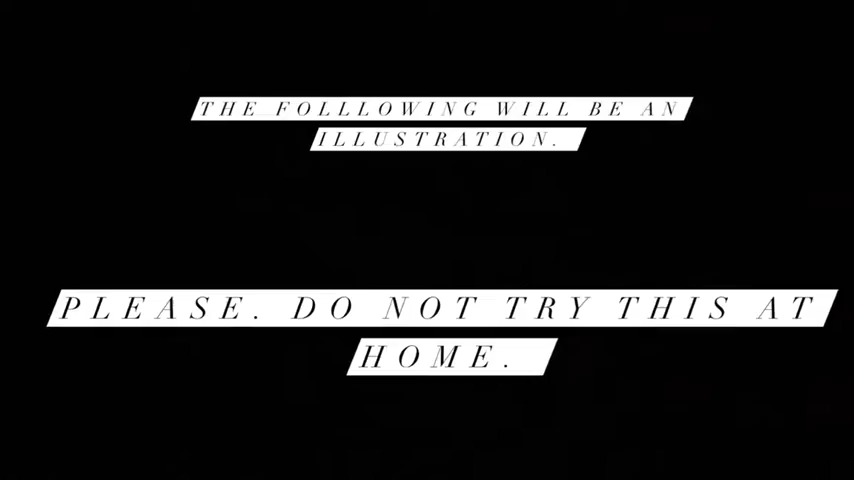 THE FOLLLOWING WILL BE AN
ILLUSTRATION.
PLEASE. DO NOT TRY THIS AT
HOME.